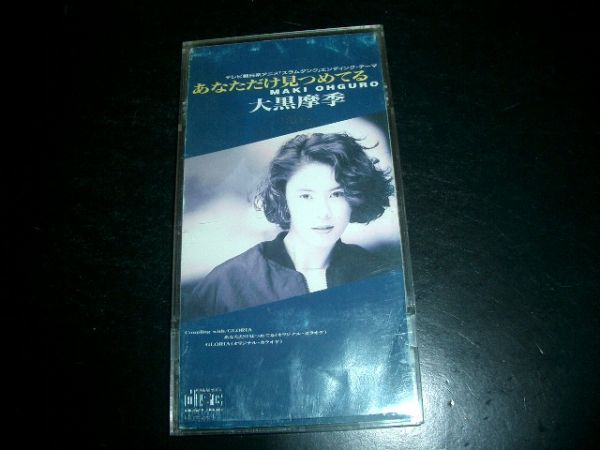 テレビ朝日系アニメ「スラムダンク」エンディング・テーマ
あなただけ見つめてる
MAKI OHGURO
大黒摩季
Coupling with/GLORIA
あなただけ見つめてる(オリジナル・カラオケ)
GLORIA(オリジナル・カラオケ)
disc